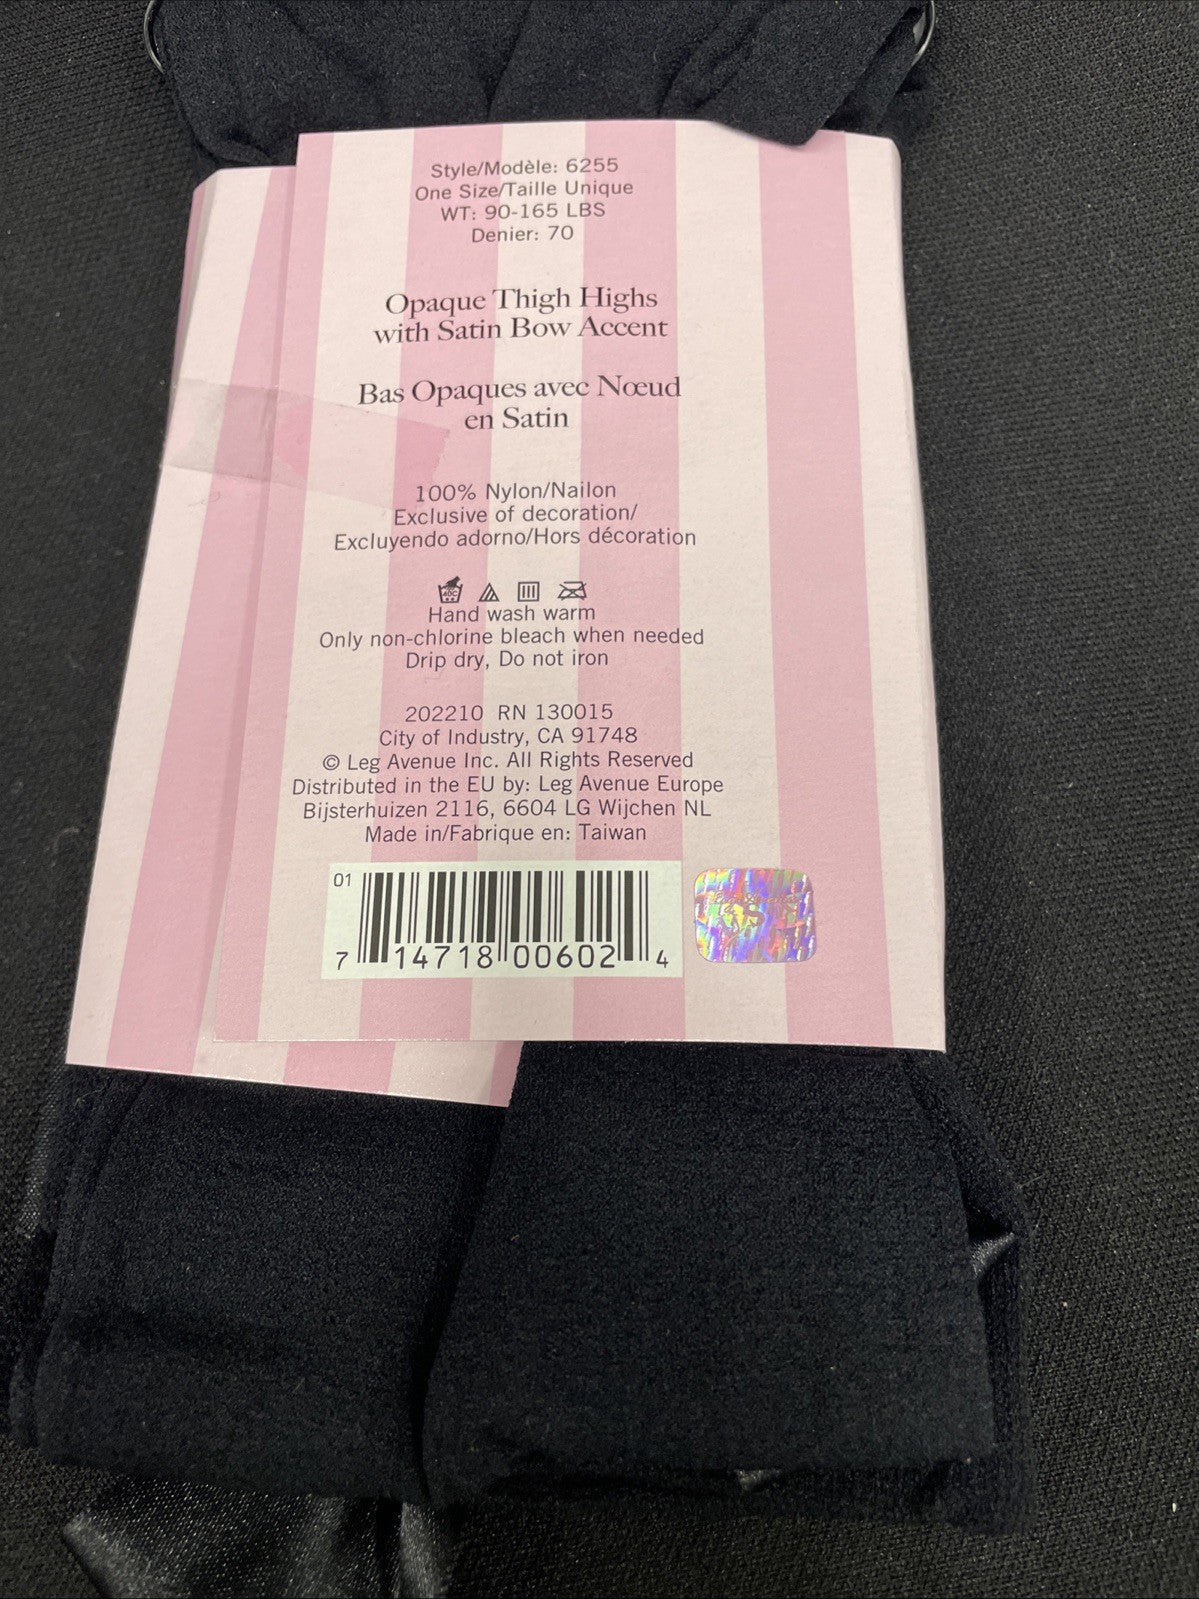 Style/Modèle: 6255
One Size/Taille Unique
WT: 90-165 LBS
Denier: 70
Opaque Thigh Highs
with Satin Bow Accent
Bas Opaques avec Nœud
en Satin
100% Nylon/Nailon
Exclusive of decoration/
Excluyendo adorno/Hors décoration
Hand wash warm
Only non-chlorine bleach when needed
Drip dry, Do not iron
202210 RN 130015
City of Industry, CA 91748
© Leg Avenue Inc. All Rights Reserved
Distributed in the EU by: Leg Avenue Europe
Bijsterhuizen 2116, 6604 LG Wijchen NL
Made in/Fabrique en: Taiwan
01
7 14718 00602 4